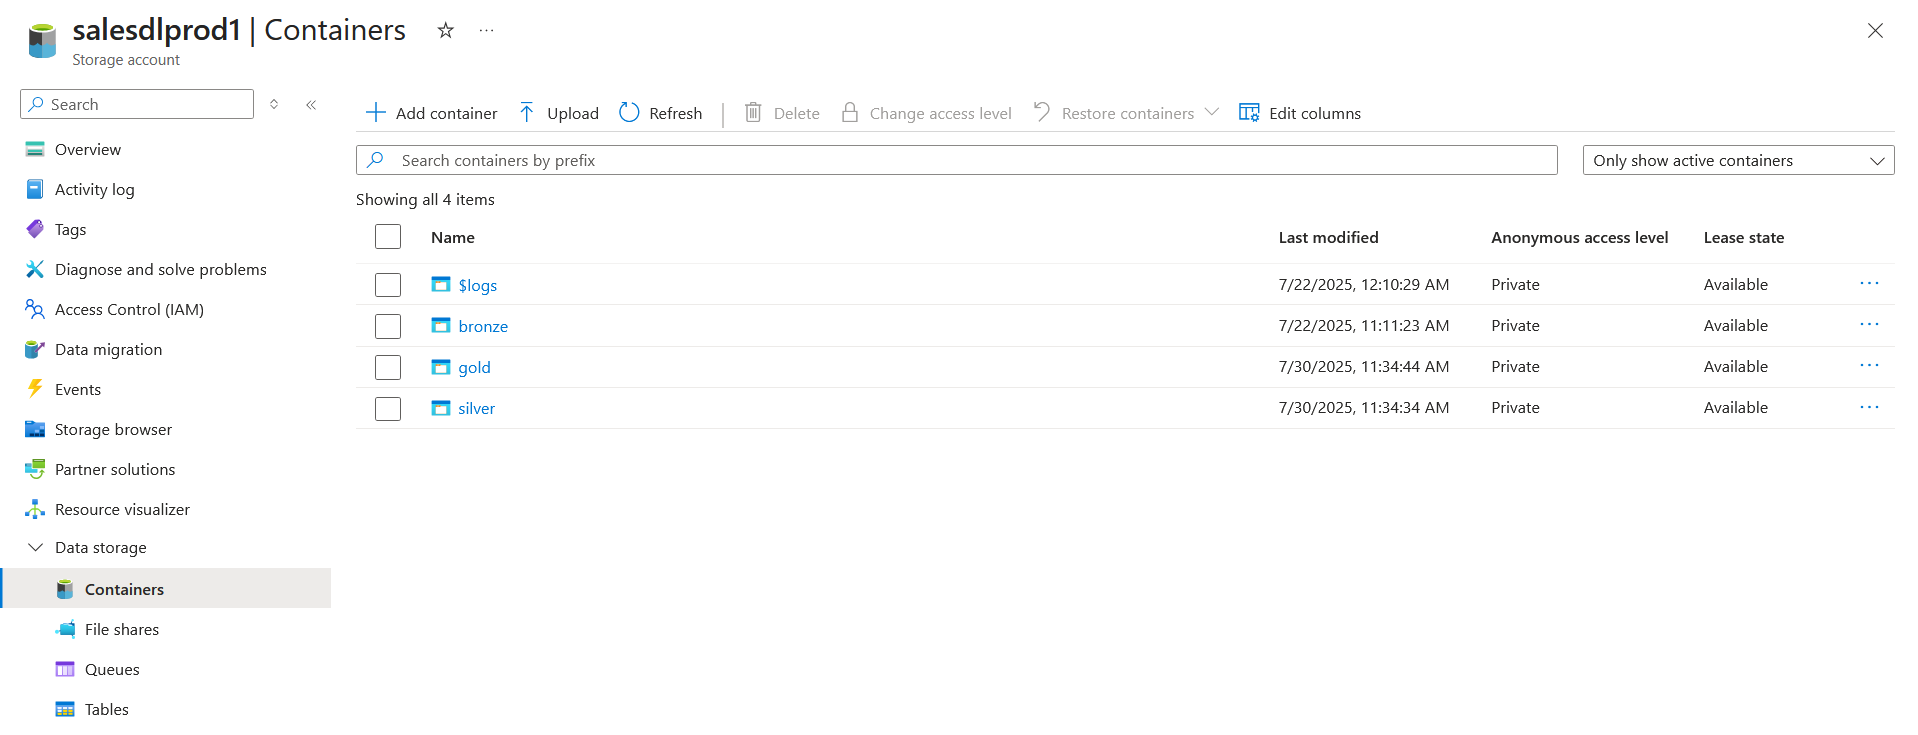 salesdlprod1 | Containers
Storage account
Search
Overview
Activity log
Tags
Diagnose and solve problems
Access Control (IAM)
Data migration
Events
Storage browser
Partner solutions
Resource visualizer
Data storage
Containers
File shares
Queues
Tables
Add container Upload Refresh Delete Change access level Restore containers Edit columns
Search containers by prefix
Only show active containers
Showing all 4 items
Name Last modified Anonymous access level Lease state
$logs 7/22/2025, 12:10:29 AM Private Available
bronze 7/22/2025, 11:11:23 AM Private Available
gold 7/30/2025, 11:34:44 AM Private Available
silver 7/30/2025, 11:34:34 AM Private Available